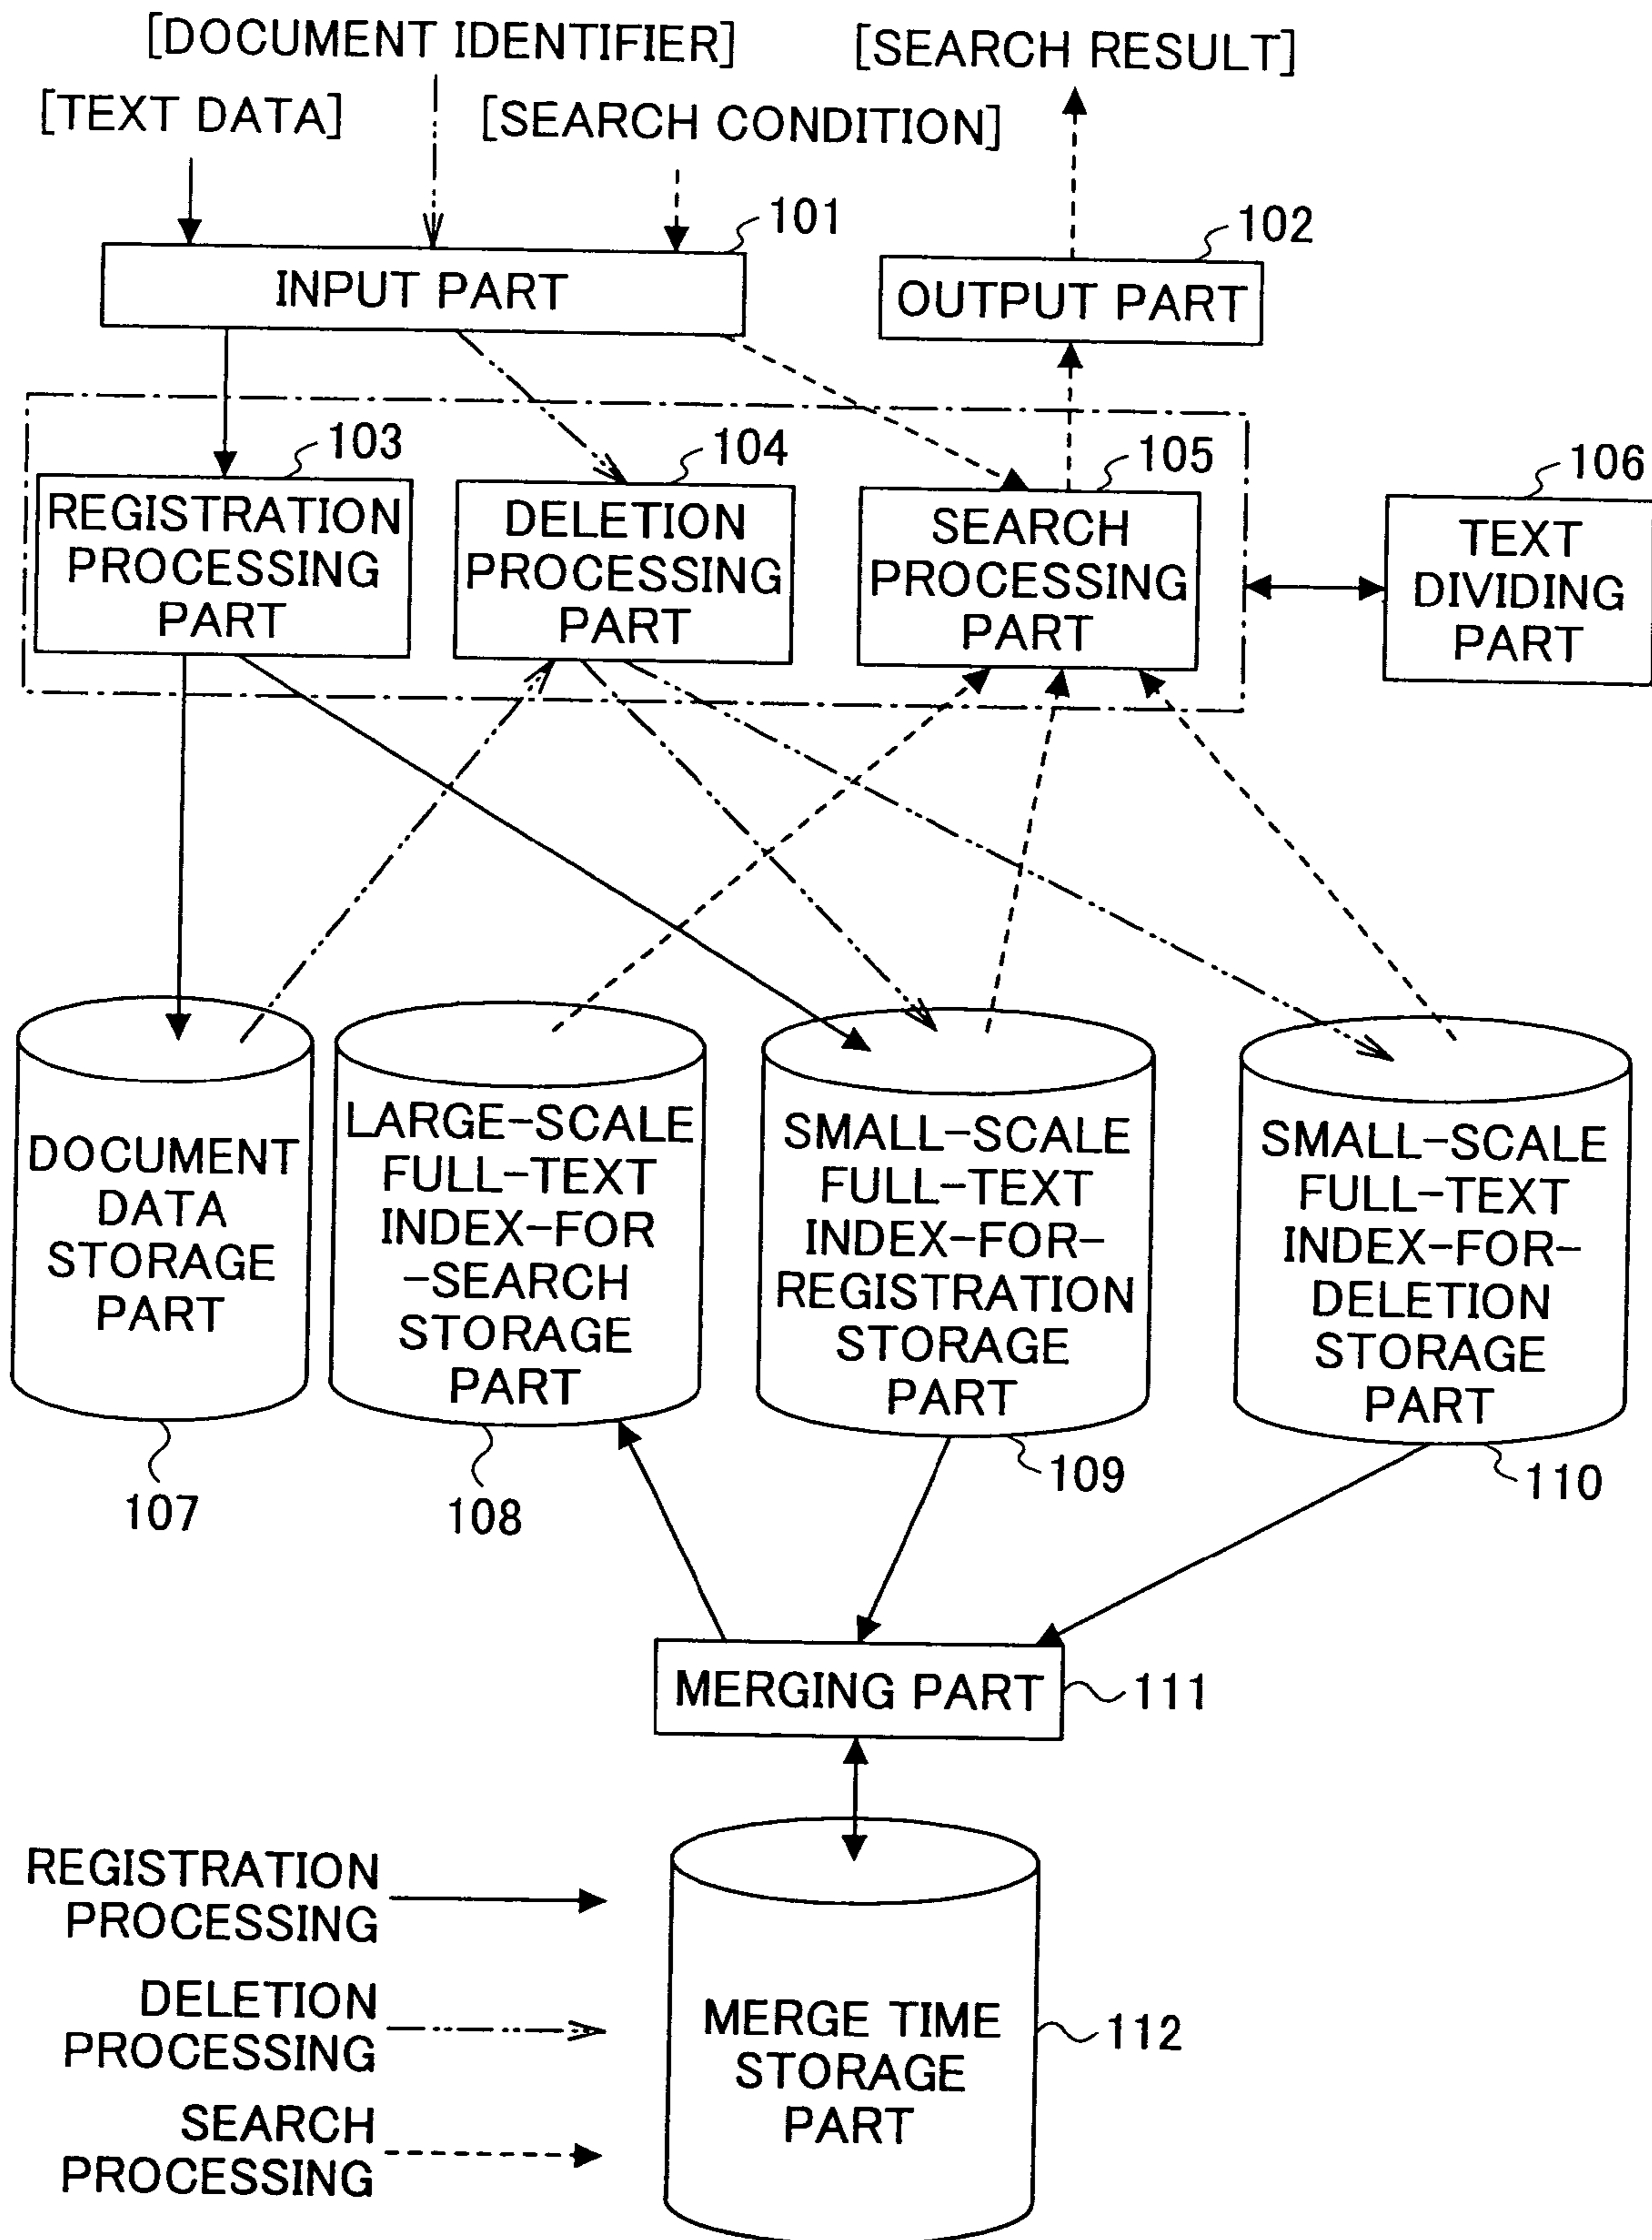 [DOCUMENT IDENTIFIER]
[SEARCH RESULT]
[TEXT DATA]
[SEARCH CONDITION]
101
102
INPUT PART
OUTPUT PART
103
104
105
106
REGISTRATION
PROCESSING
PART
DELETION
PROCESSING
PART
SEARCH
PROCESSING
PART
TEXT
DIVIDING
PART
DOCUMENT
DATA
STORAGE
PART
LARGE-SCALE
FULL-TEXT
INDEX-FOR
-SEARCH
STORAGE
PART
SMALL-SCALE
FULL-TEXT
INDEX-FOR-
REGISTRATION
STORAGE
PART
SMALL-SCALE
FULL-TEXT
INDEX-FOR-
DELETION
STORAGE
PART
107
108
109
110
MERGING PART
111
REGISTRATION
PROCESSING
DELETION
PROCESSING
SEARCH
PROCESSING
MERGE TIME
STORAGE
PART
112